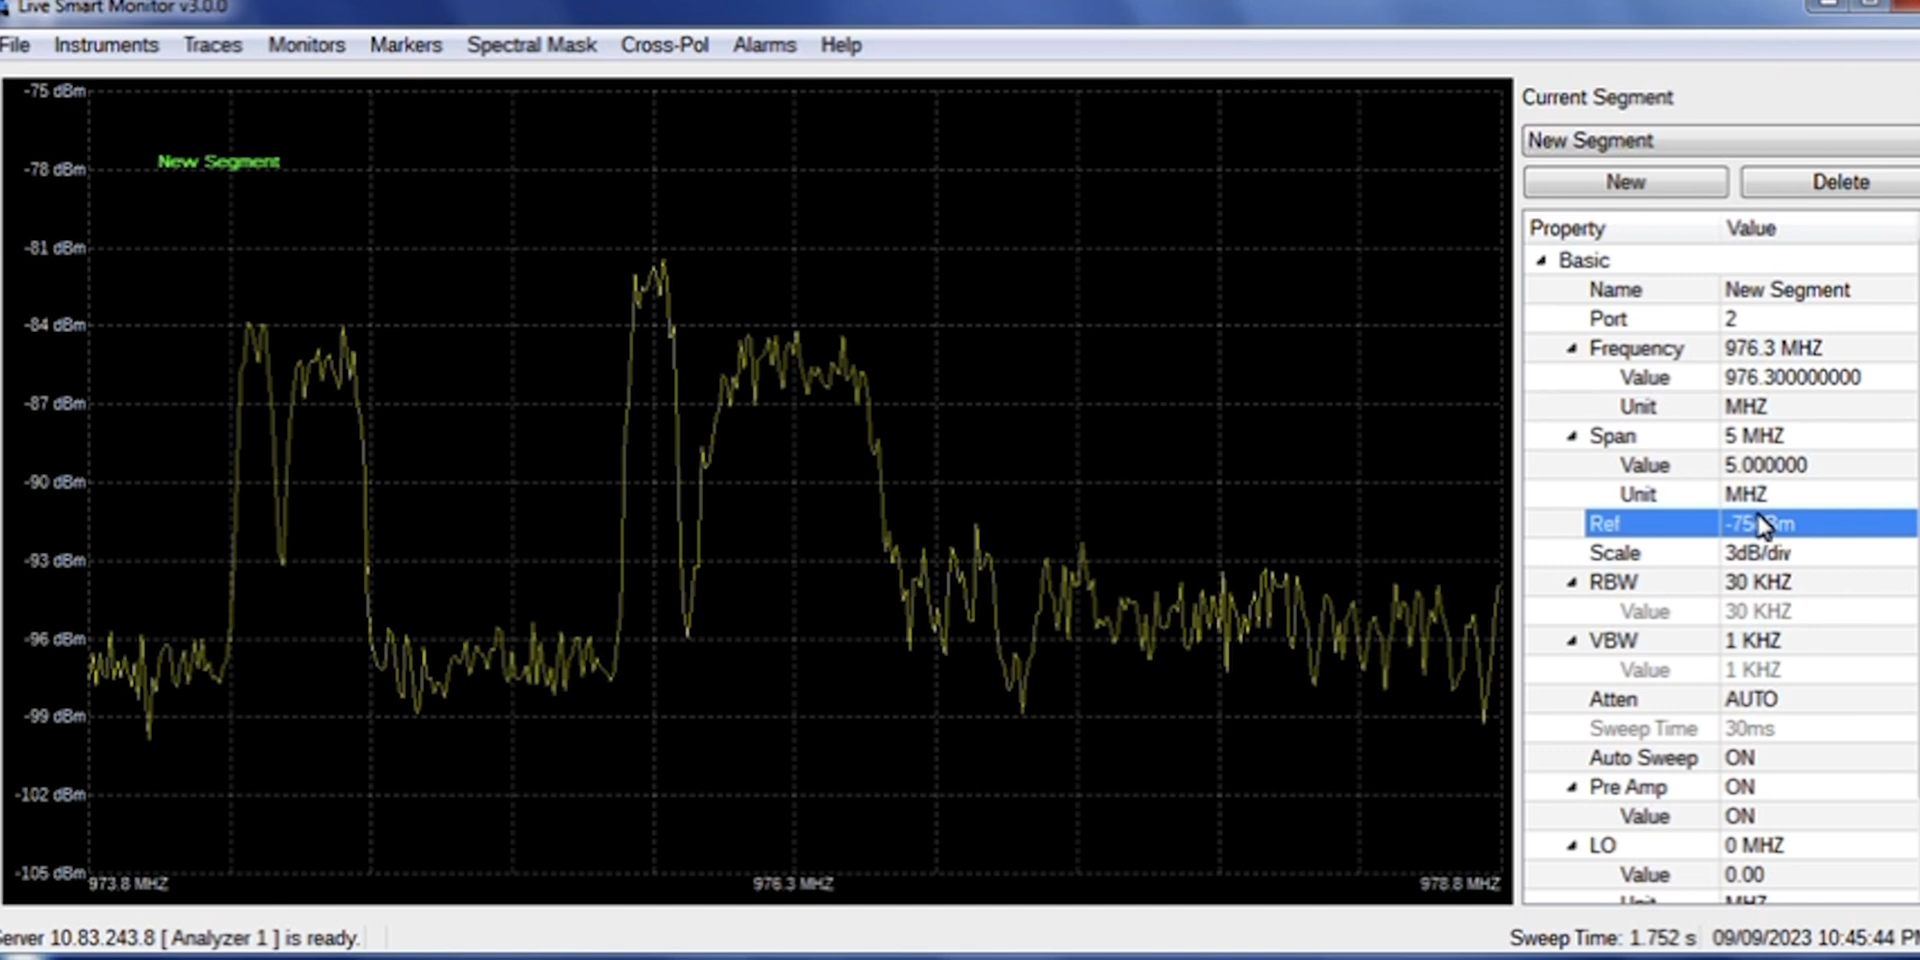 Live Smart Monitor v3.0.0
File Instruments Traces Monitors Markers Spectral Mask Cross-Pol Alarms Help
-75 dBm
New Segment
-78 dBm
-81 dBm
-84 dBm
-87 dBm
-90 dBm
-93 dBm
-96 dBm
-99 dBm
-102 dBm
-105 dBm
973.8 MHZ 976.3 MHZ 978.8 MHZ
Current Segment
New Segment
New Delete
Property Value
Basic
Name New Segment
Port 2
Frequency 976.3 MHZ
Value 976.300000000
Unit MHZ
Span 5 MHZ
Value 5.000000
Unit MHZ
Ref -75dBm
Scale 3dB/div
RBW 30 KHZ
Value 30 KHZ
VBW 1 KHZ
Value 1 KHZ
Atten AUTO
Sweep Time 30ms
Auto Sweep ON
Pre Amp ON
Value ON
LO 0 MHZ
Value 0.00
Unit MHZ
Server 10.83.243.8 [ Analyzer 1 ] is ready.
Sweep Time: 1.752 s 09/09/2023 10:45:44 PM